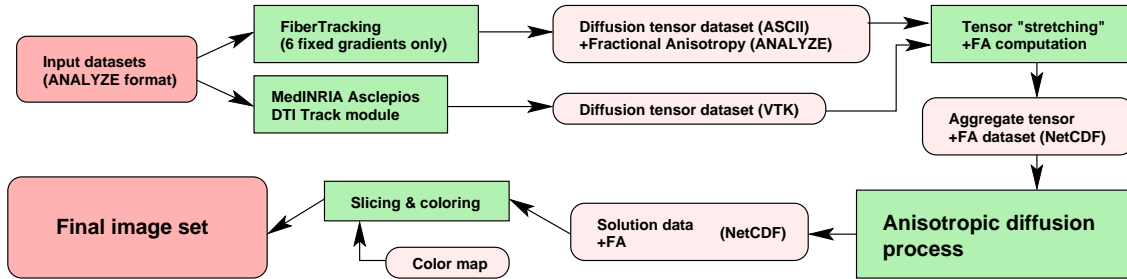 Input datasets
(ANALYZE format)
FiberTracking
(6 fixed gradients only)
MedINRIA Asclepios
DTI Track module
Diffusion tensor dataset (ASCII)
+Fractional Anisotropy (ANALYZE)
Diffusion tensor dataset (VTK)
Tensor "stretching"
+FA computation
Aggregate tensor
+FA dataset (NetCDF)
Anisotropic diffusion
process
Solution data (NetCDF)
+FA
Slicing & coloring
Color map
Final image set